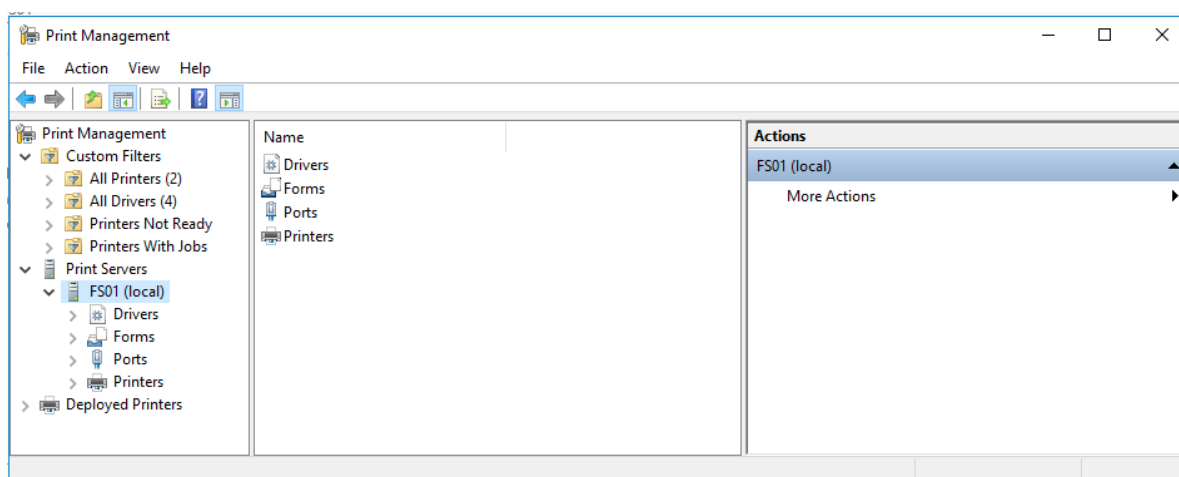 Print Management
File Action View Help
Print Management
Custom Filters
All Printers (2)
All Drivers (4)
Printers Not Ready
Printers With Jobs
Print Servers
FS01 (local)
Drivers
Forms
Ports
Printers
Deployed Printers
Name
Drivers
Forms
Ports
Printers
Actions
FS01 (local)
More Actions